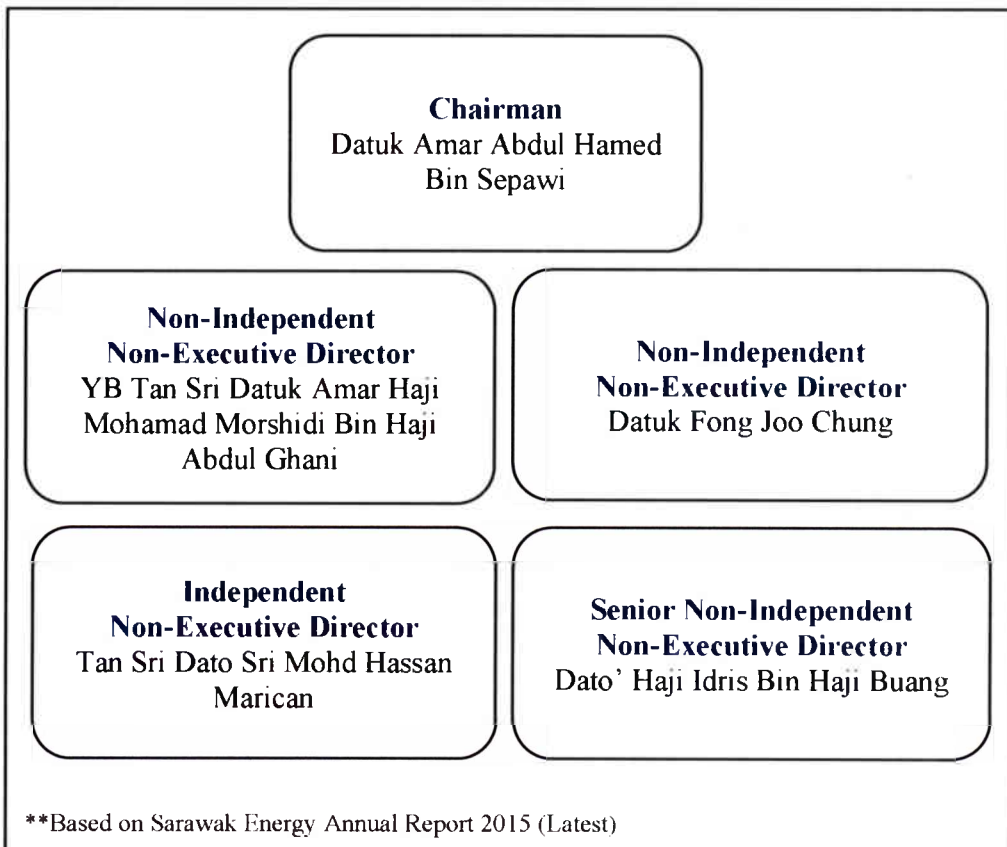 Chairman
Datuk Amar Abdul Hamed
Bin Sepawi
Non-Independent
Non-Executive Director
YB Tan Sri Datuk Amar Haji
Mohamad Morshidi Bin Haji
Abdul Ghani
Non-Independent
Non-Executive Director
Datuk Fong Joo Chung
Independent
Non-Executive Director
Tan Sri Dato Sri Mohd Hassan
Marican
Senior Non-Independent
Non-Executive Director
Dato’ Haji Idris Bin Haji Buang
**Based on Sarawak Energy Annual Report 2015 (Latest)